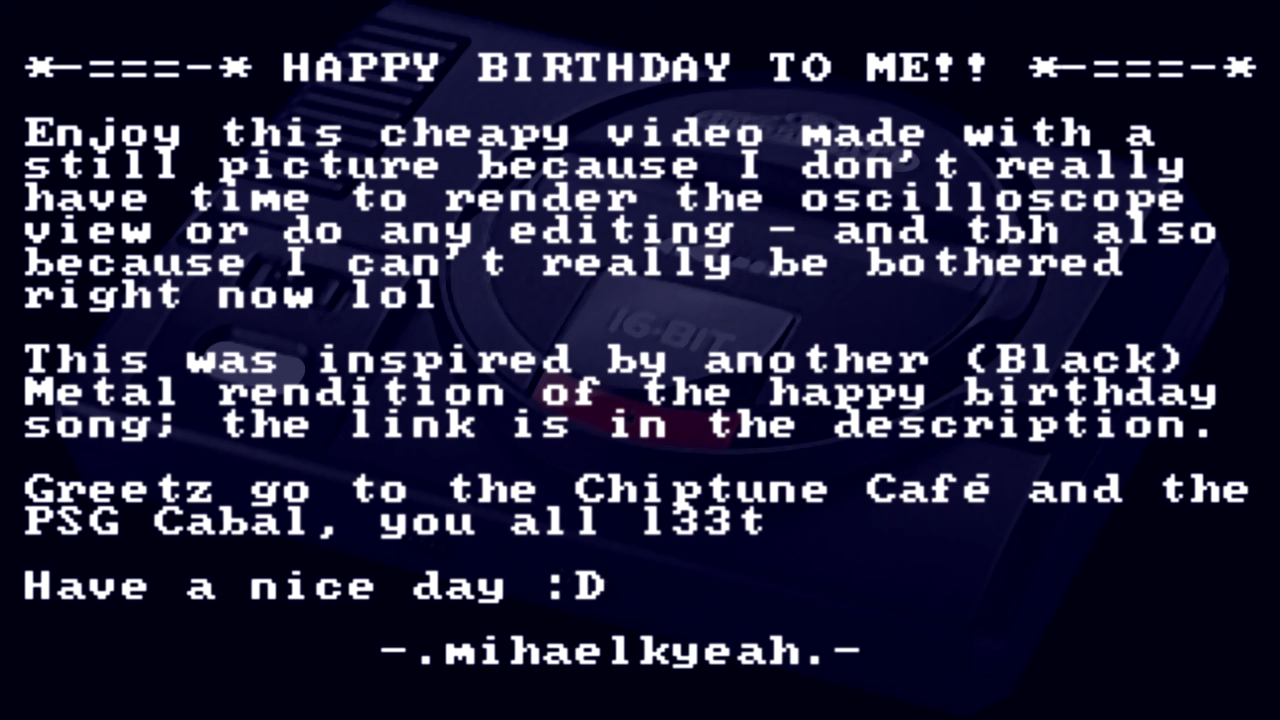 *-===-* HAPPY BIRTHDAY TO ME!! *-===-*
Enjoy this cheapy video made with a
still picture because I don't really
have time to render the oscilloscope
view or do any editing - and tbh also
because I can't really be bothered
right now lol
This was inspired by another (Black)
Metal rendition of the happy birthday
song; the link is in the description.
Greetz go to the Chiptune Café and the
PSG Cabal, you all l33t
Have a nice day :D
-.mihaelkyeah.-
16-BIT